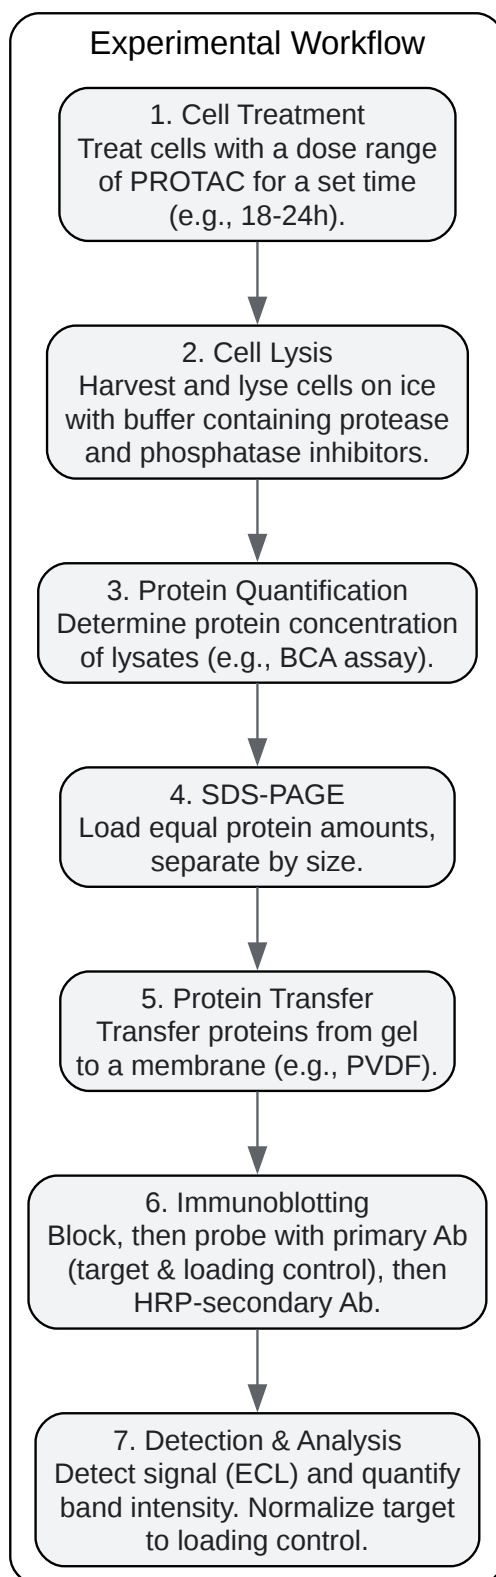 Experimental Workflow
1. Cell Treatment
Treat cells with a dose range
of PROTAC for a set time
(e.g., 18-24h).
2. Cell Lysis
Harvest and lyse cells on ice
with buffer containing protease
and phosphatase inhibitors.
3. Protein Quantification
Determine protein concentration
of lysates (e.g., BCA assay).
4. SDS-PAGE
Load equal protein amounts,
separate by size.
5. Protein Transfer
Transfer proteins from gel
to a membrane (e.g., PVDF).
6. Immunoblotting
Block, then probe with primary Ab
(target & loading control), then
HRP-secondary Ab.
7. Detection & Analysis
Detect signal (ECL) and quantify
band intensity. Normalize target
to loading control.